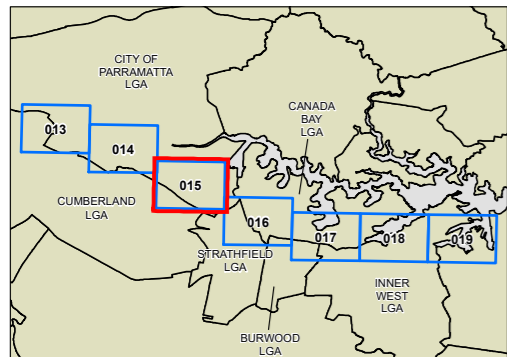 CITY OF
PARRAMATTA
LGA
CANADA
BAY
LGA
013
014
015
CUMBERLAND
LGA
016
017
018
019
STRATHFIELD
LGA
INNER
WEST
LGA
BURWOOD
LGA